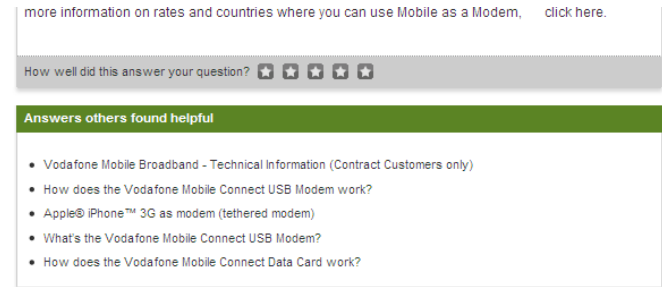 more information on rates and countries where you can use Mobile as a Modem, click here.
How well did this answer your question?
Answers others found helpful
Vodafone Mobile Broadband - Technical Information (Contract Customers only)
How does the Vodafone Mobile Connect USB Modem work?
Apple® iPhone™ 3G as modem (tethered modem)
What's the Vodafone Mobile Connect USB Modem?
How does the Vodafone Mobile Connect Data Card work?